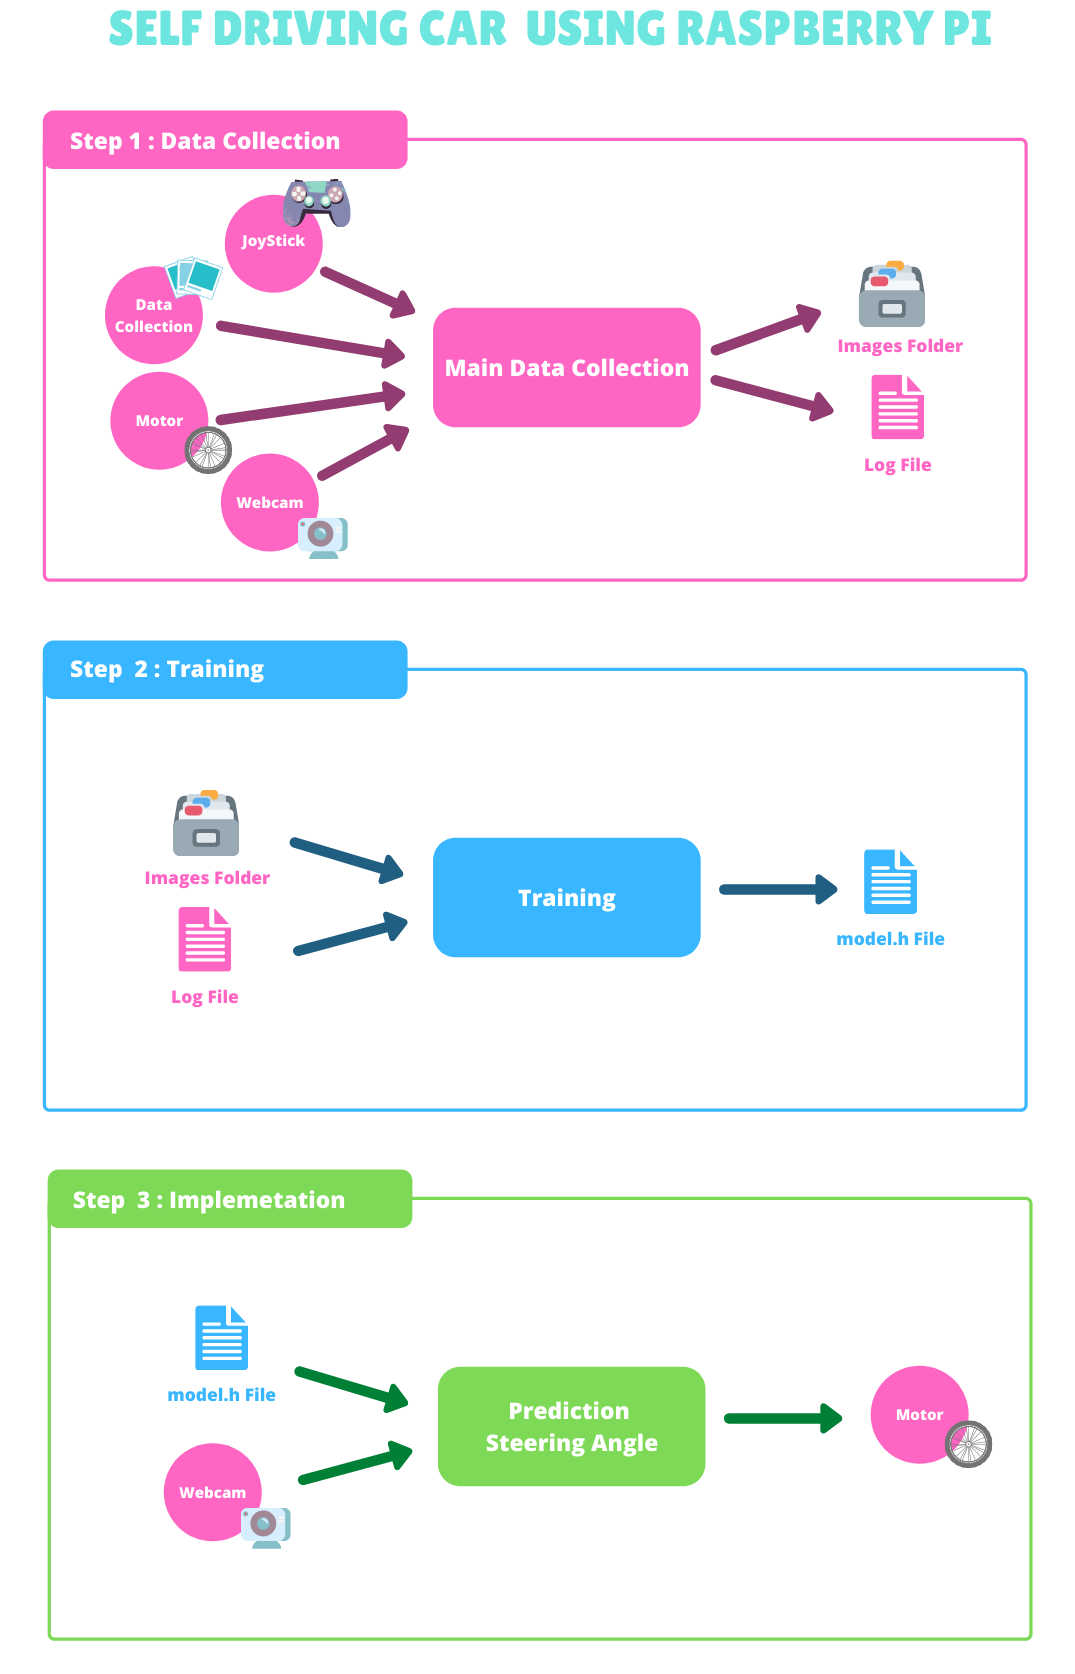 SELF DRIVING CAR USING RASPBERRY PI
Step 1 : Data Collection
JoyStick
Data
Collection
Motor
Webcam
Main Data Collection
Images Folder
Log File
Step 2 : Training
Images Folder
Log File
Training
model.h File
Step 3 : Implemetation
model.h File
Webcam
Prediction
Steering Angle
Motor